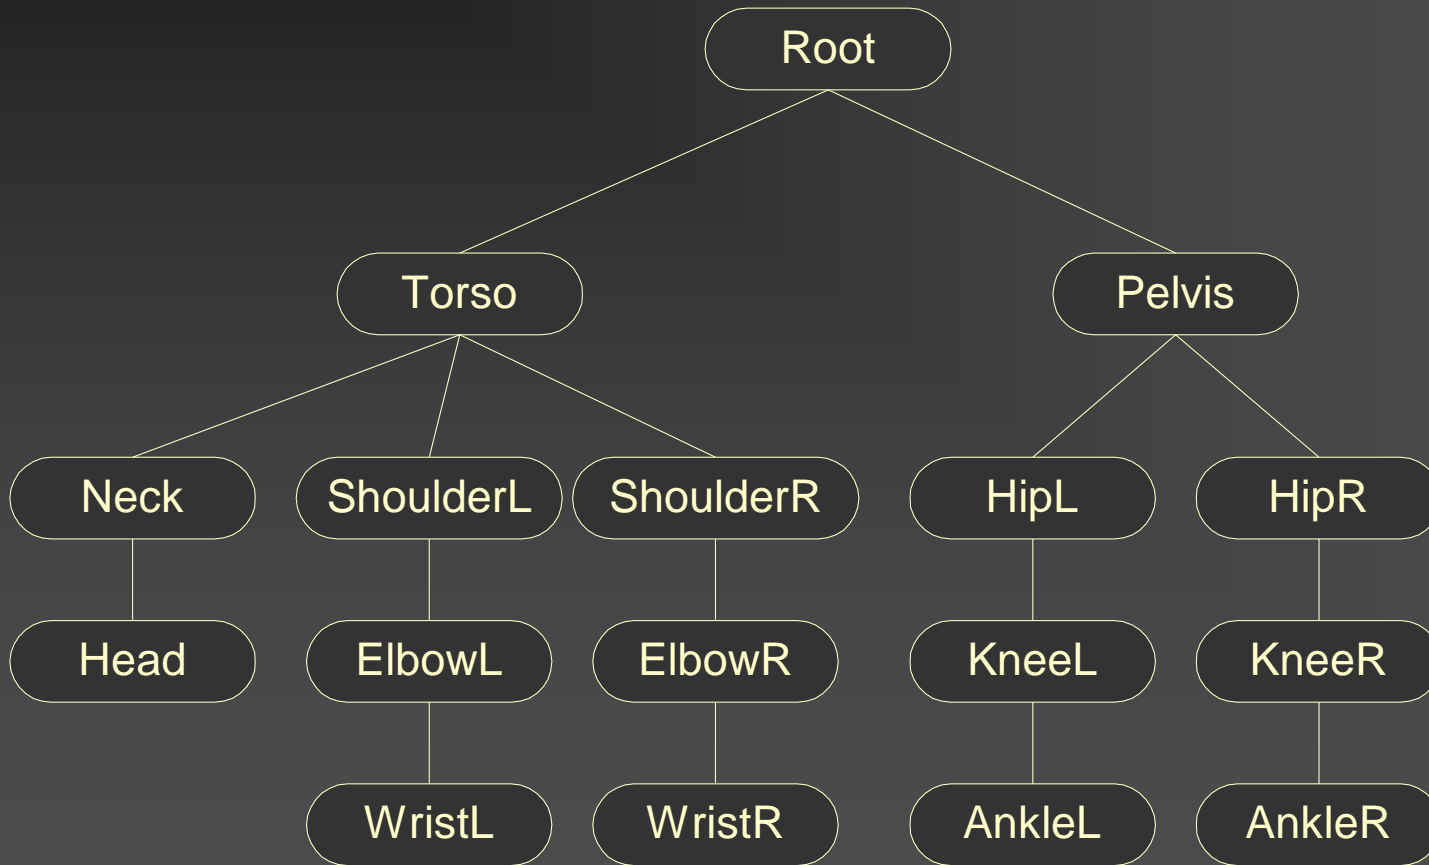 Root
Torso Pelvis
Neck ShoulderL ShoulderR HipL HipR
Head ElbowL ElbowR KneeL KneeR
WristL WristR AnkleL AnkleR